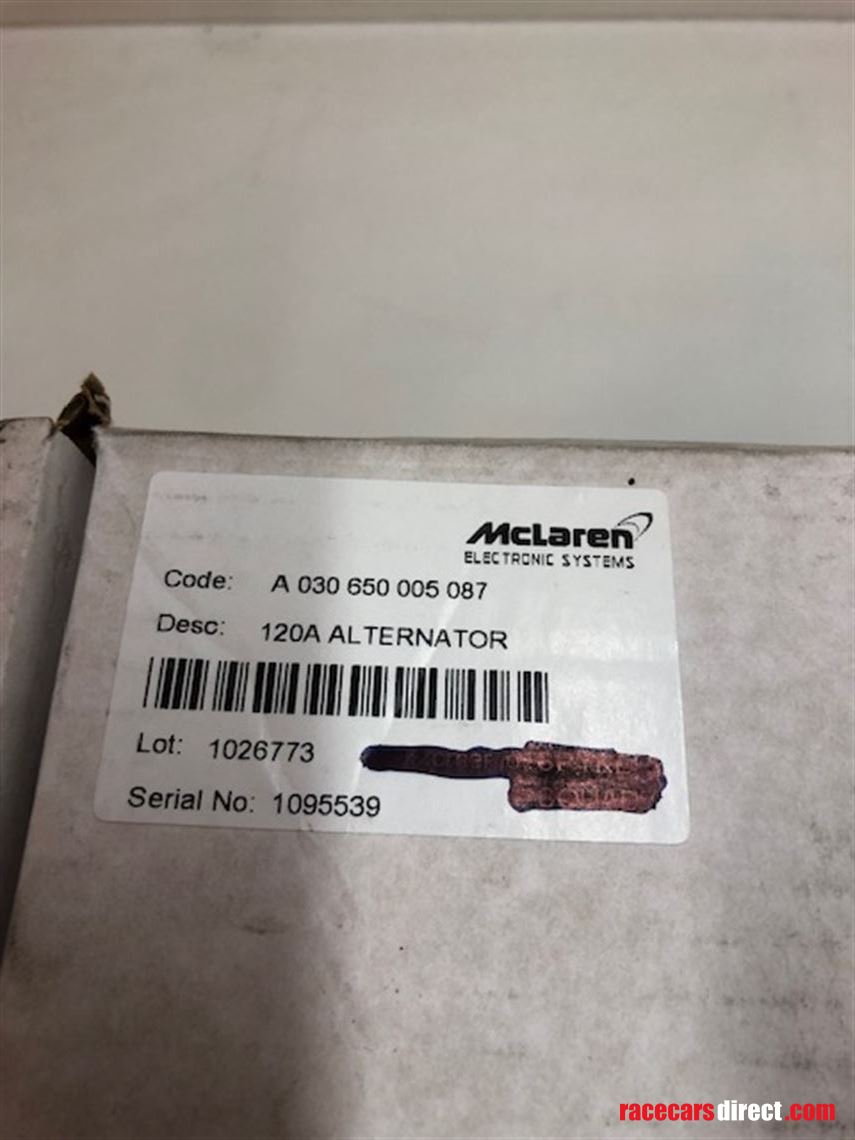 McLaren
ELECTRONIC SYSTEMS
Code: A 030 650 005 087
Desc: 120A ALTERNATOR
Lot: 1026773
Serial No: 1095539
racecarsdirect.com